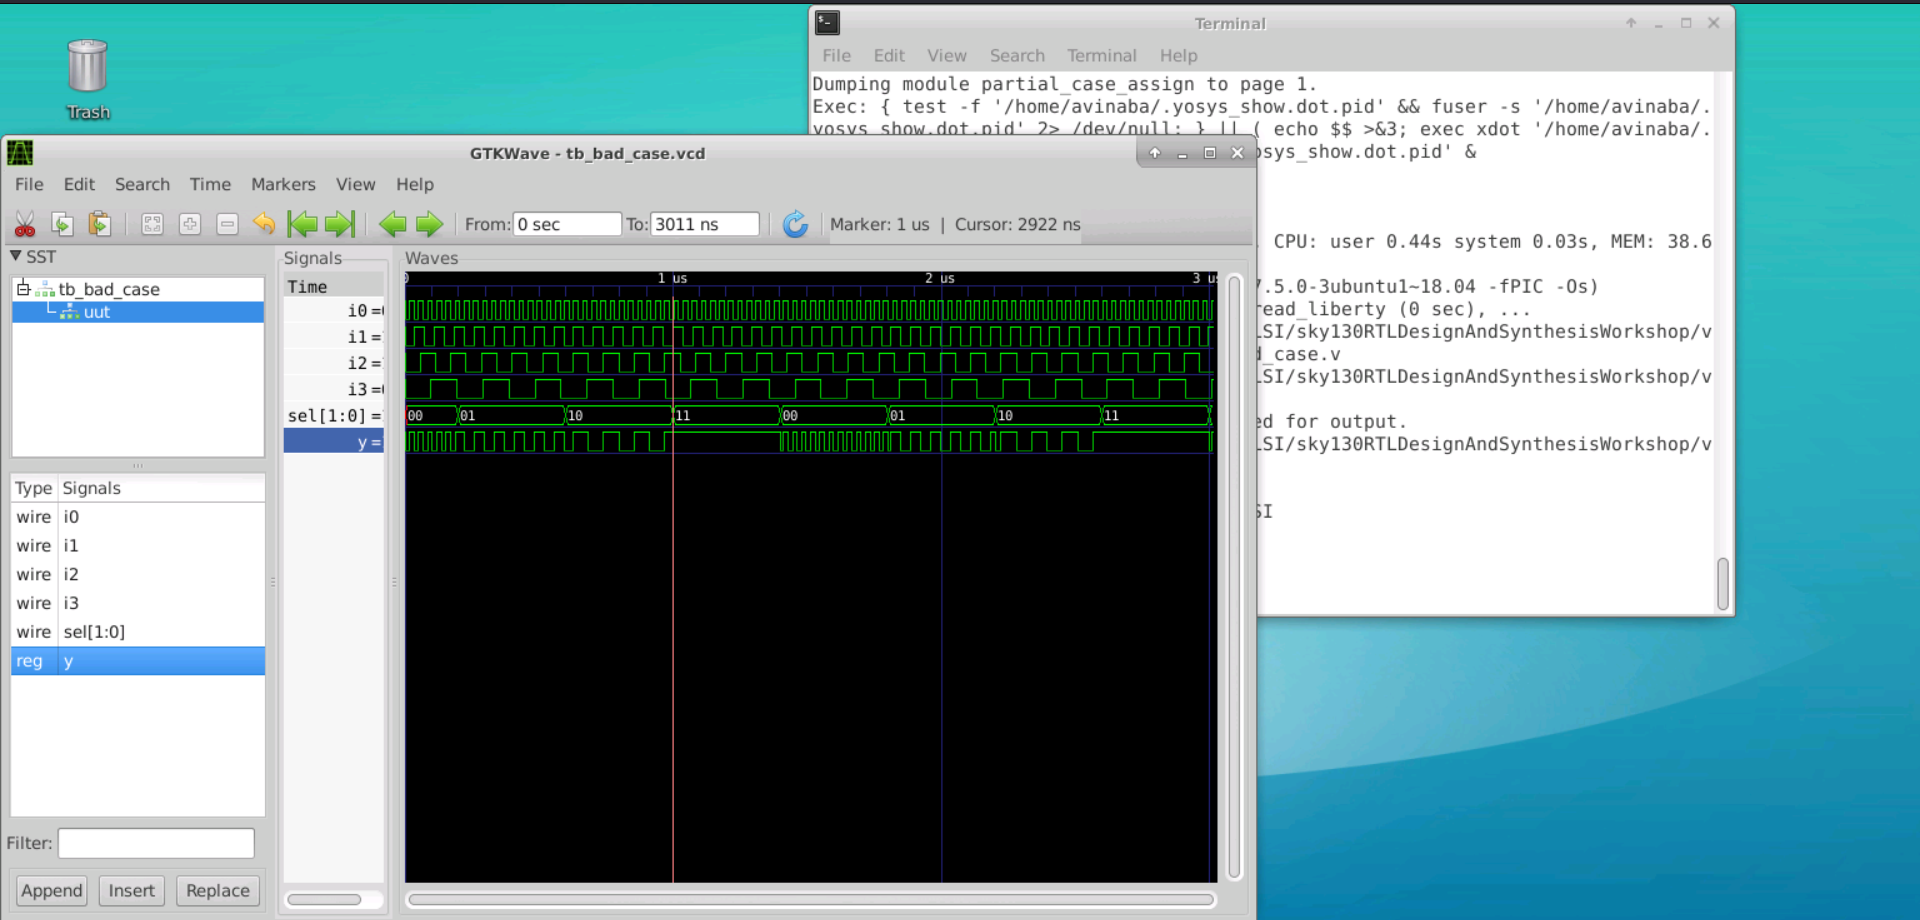 Trash
Terminal
File Edit View Search Terminal Help
Dumping module partial_case_assign to page 1.
Exec: { test -f '/home/avinaba/.yosys_show.dot.pid' && fuser -s '/home/avinaba/.
yosys_show.dot.pid' 2> /dev/null; } || ( echo $$ >&3; exec xdot '/home/avinaba/.
osys_show.dot.pid' &
CPU: user 0.44s system 0.03s, MEM: 38.6
.5.0-3ubuntu1~18.04 -fPIC -Os)
ead_liberty (0 sec), ...
SI/sky130RTLDesignAndSynthesisWorkshop/v
_case.v
SI/sky130RTLDesignAndSynthesisWorkshop/v
ed for output.
SI/sky130RTLDesignAndSynthesisWorkshop/v
SI
GTKWave - tb_bad_case.vcd
File Edit Search Time Markers View Help
From: 0 sec To: 3011 ns Marker: 1 us | Cursor: 2922 ns
SST
tb_bad_case
uut
Type Signals
wire i0
wire i1
wire i2
wire i3
wire sel[1:0]
reg y
Filter:
Append Insert Replace
Signals
Time
i0 =
i1 =
i2 =
i3 =
sel[1:0] =
y =
Waves
0 1 us 2 us 3 us
00 01 10 11 00 01 10 11